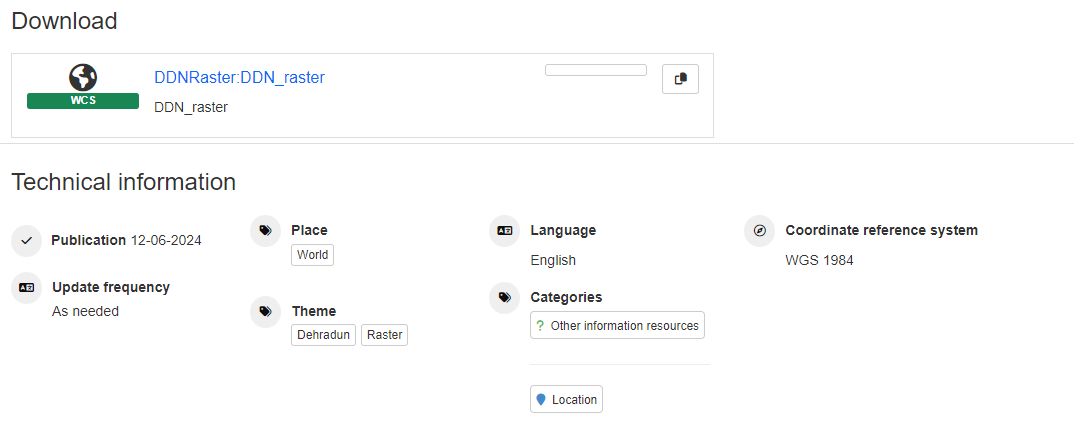 Download
WCS
DDNRaster:DDN_raster
DDN_raster
Technical information
Publication 12-06-2024
Update frequency
As needed
Place
World
Theme
Dehradun Raster
Language
English
Categories
? Other information resources
Location
Coordinate reference system
WGS 1984